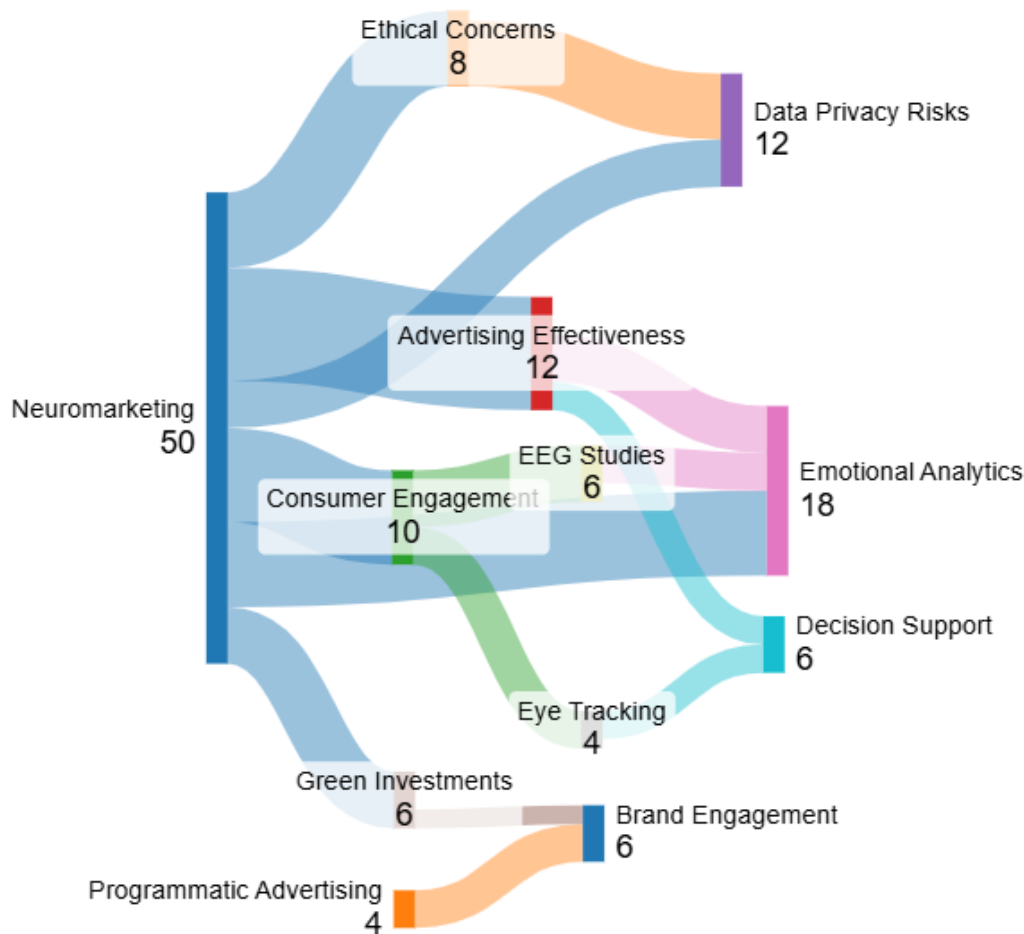 Ethical Concerns
8
Data Privacy Risks
12
Advertising Effectiveness
12
Neuromarketing
50
EEG Studies
6
Emotional Analytics
18
Consumer Engagement
10
Decision Support
6
Eye Tracking
4
Green Investments
6
Brand Engagement
6
Programmatic Advertising
4